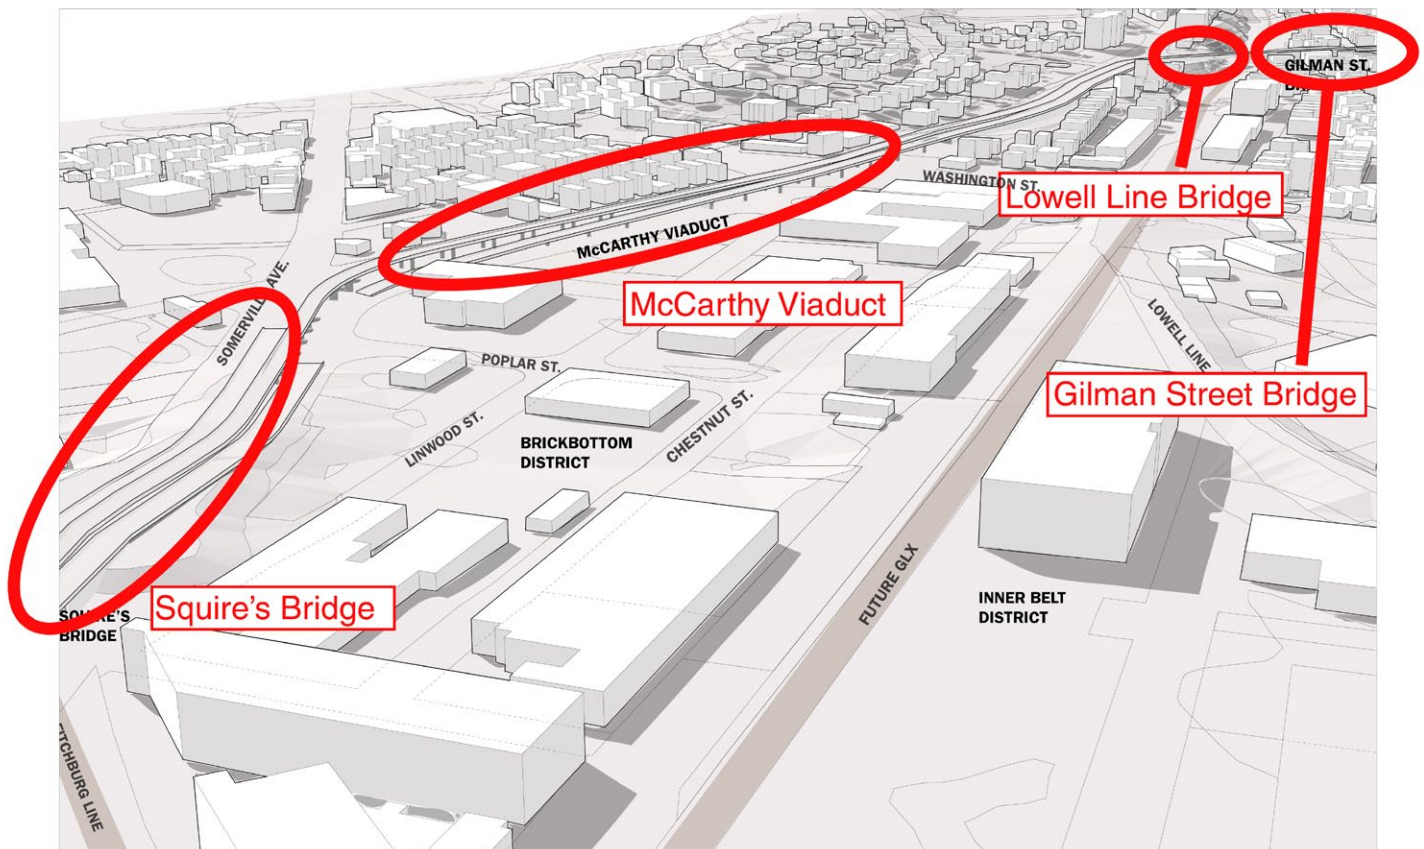 GILMAN ST.
WASHINGTON ST.
Lowell Line Bridge
McCARTHY VIADUCT
McCarthy Viaduct
SOMERVILLE AVE.
LOWELL LINE
POPLAR ST.
Gilman Street Bridge
LINWOOD ST.
CHESTNUT ST.
BRICKBOTTOM
DISTRICT
FUTURE GLX
INNER BELT
DISTRICT
Squire's Bridge
SQUIRE'S
BRIDGE
FITCHBURG LINE